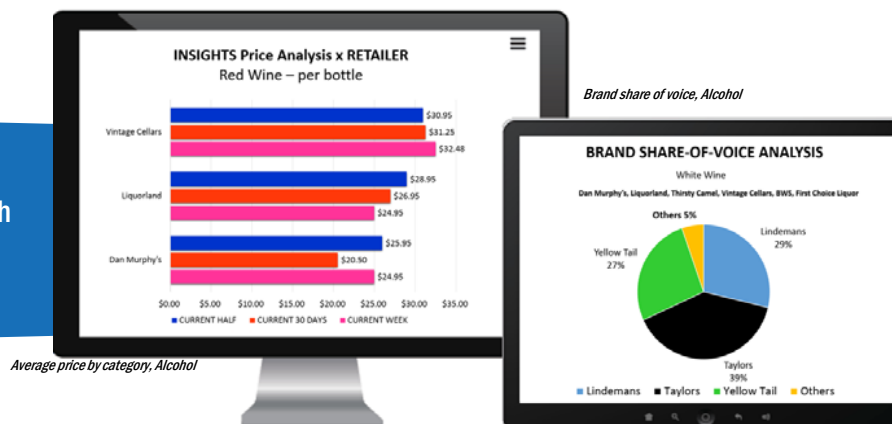 h
INSIGHTS Price Analysis x RETAILER
Red Wine – per bottle
Vintage Cellars
$30.95
$31.25
$32.48
Liquorland
$28.95
$26.95
$24.95
Dan Murphy's
$25.95
$20.50
$24.95
$0.00 $5.00 $10.00 $15.00 $20.00 $25.00 $30.00 $35.00
CURRENT HALF CURRENT 30 DAYS CURRENT WEEK
Average price by category, Alcohol
Brand share of voice, Alcohol
BRAND SHARE-OF-VOICE ANALYSIS
White Wine
Dan Murphy's, Liquorland, Thirsty Camel, Vintage Cellars, BWS, First Choice Liquor
Others 5%
Lindemans
29%
Yellow Tail
27%
Taylors
39%
Lindemans Taylors Yellow Tail Others